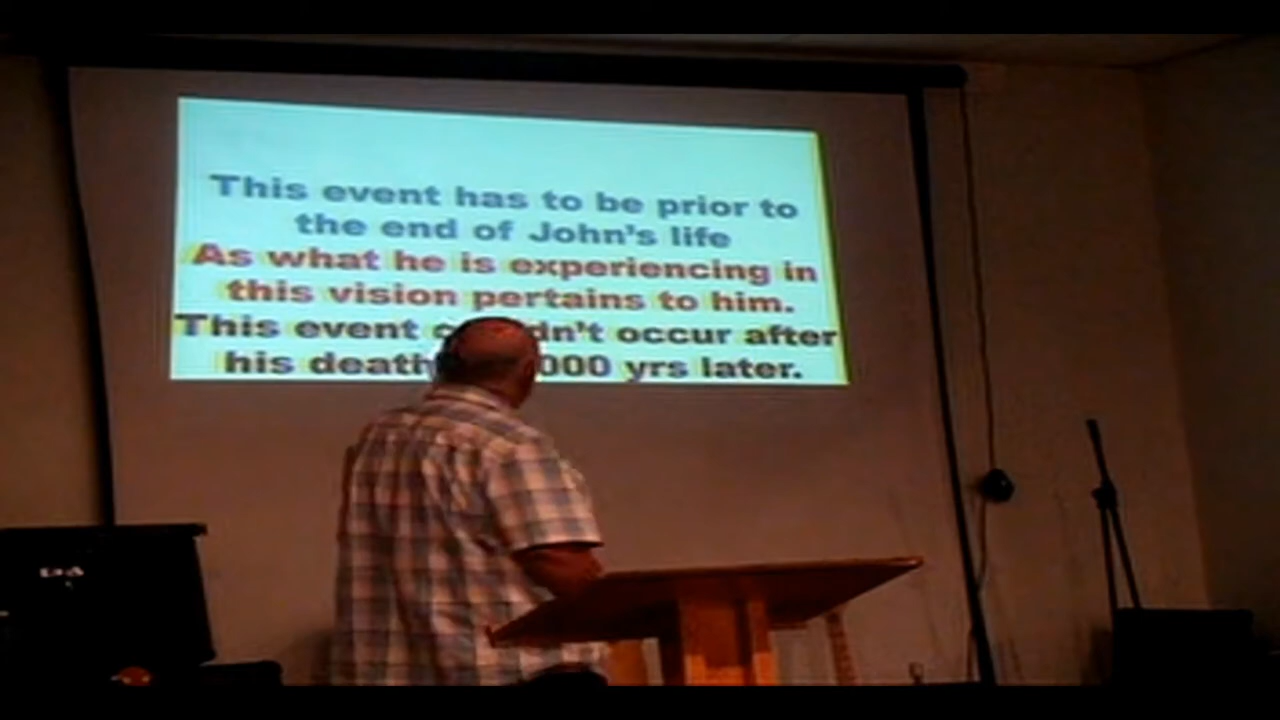 This event has to be prior to
the end of John's life
As what he is experiencing in
this vision pertains to him.
This event occur after
his death 000 yrs later.